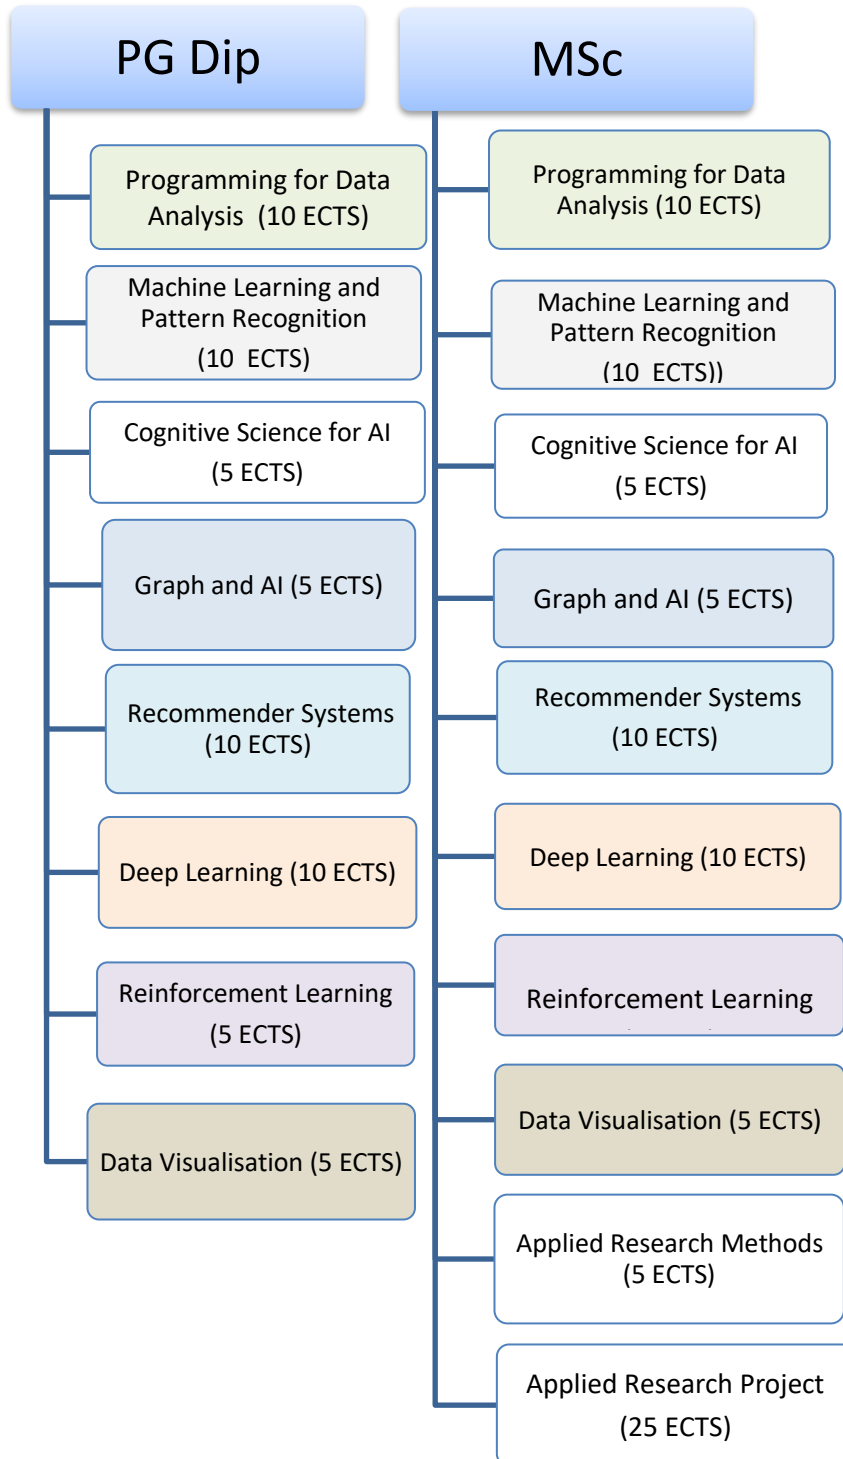 PG Dip
Programming for Data
Analysis (10 ECTS)
Machine Learning and
Pattern Recognition
(10 ECTS)
Cognitive Science for AI
(5 ECTS)
Graph and AI (5 ECTS)
Recommender Systems
(10 ECTS)
Deep Learning (10 ECTS)
Reinforcement Learning
(5 ECTS)
Data Visualisation (5 ECTS)
MSc
Programming for Data
Analysis (10 ECTS)
Machine Learning and
Pattern Recognition
(10 ECTS))
Cognitive Science for AI
(5 ECTS)
Graph and AI (5 ECTS)
Recommender Systems
(10 ECTS)
Deep Learning (10 ECTS)
Reinforcement Learning
Data Visualisation (5 ECTS)
Applied Research Methods
(5 ECTS)
Applied Research Project
(25 ECTS)